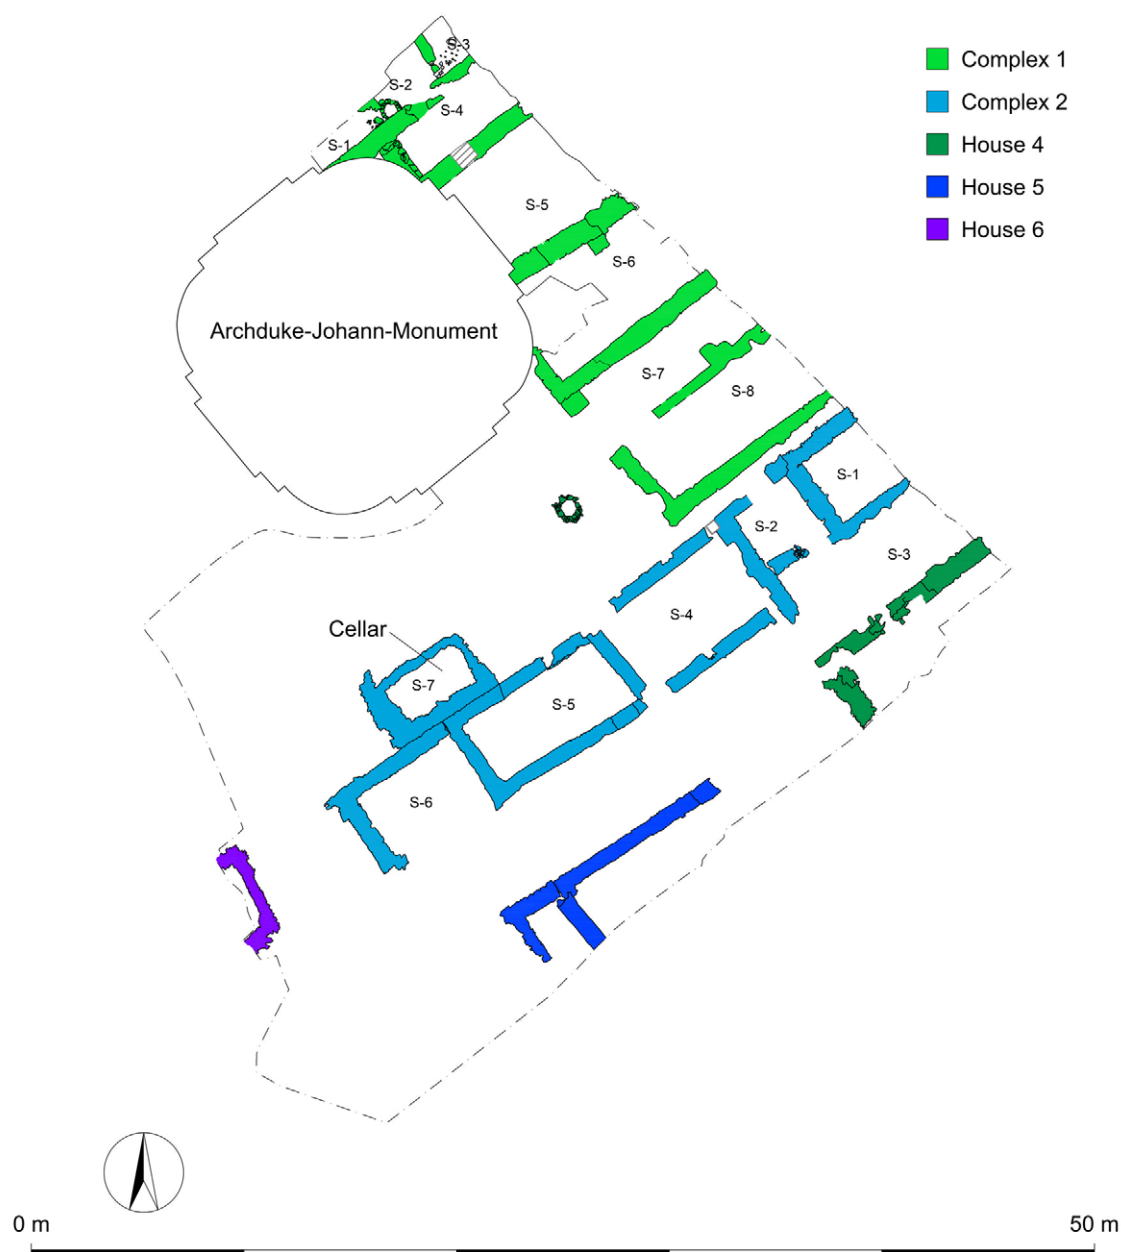 S-3
Complex 1
S-2
Complex 2
S-4
S-1
House 4
House 5
S-5
House 6
S-6
Archduke-Johann-Monument
S-7
S-8
S-1
S-2
S-3
S-4
Cellar
S-7
S-5
S-6
0 m
50 m